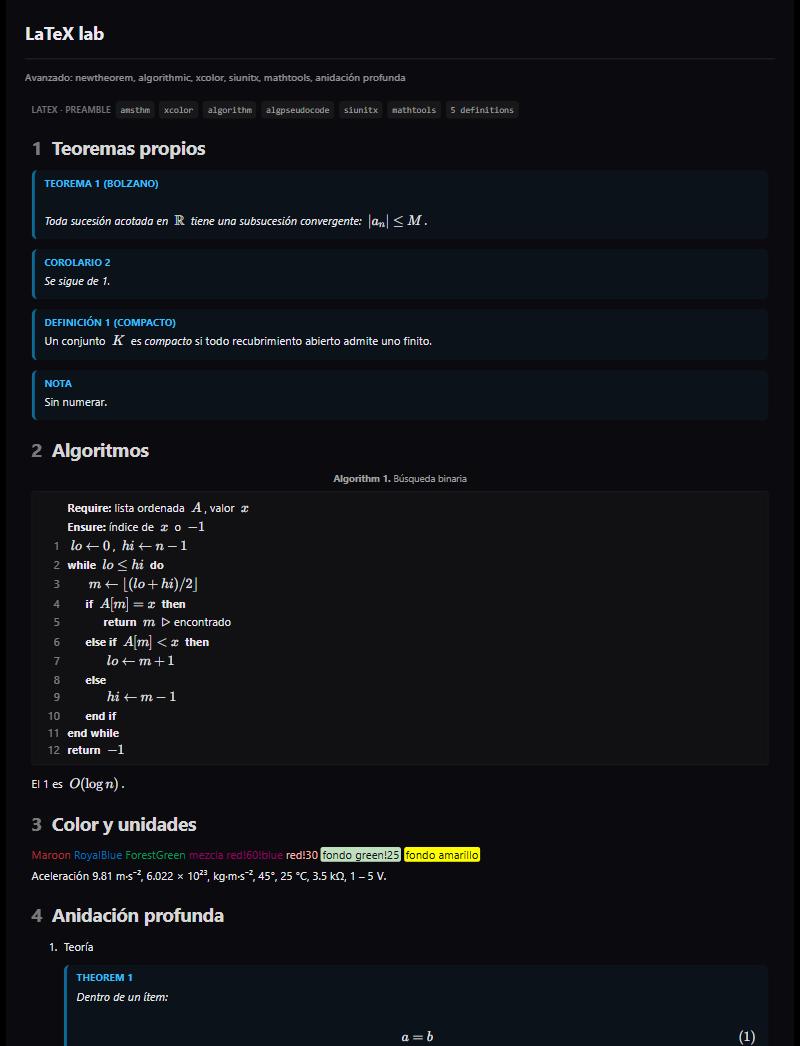 LaTeX lab
Avanzado: newtheorem, algorithmic, xcolor, siunitx, mathtools, anidación profunda
LATEX · PREAMBLE amsthm xcolor algorithm algpseudocode siunitx mathtools 5 definitions
1 Teoremas propios
TEOREMA 1 (BOLZANO)
Toda sucesión acotada en ℝ tiene una subsucesión convergente: |aₙ| ≤ M.
COROLARIO 2
Se sigue de 1.
DEFINICIÓN 1 (COMPACTO)
Un conjunto K es compacto si todo recubrimiento abierto admite uno finito.
NOTA
Sin numerar.
2 Algoritmos
Algorithm 1. Búsqueda binaria
Require: lista ordenada A, valor x
Ensure: índice de x o −1
1 lo ← 0, hi ← n − 1
2 while lo ≤ hi do
3 m ← ⌊(lo + hi)/2⌋
4 if A[m] = x then
5 return m ▷ encontrado
6 else if A[m] < x then
7 lo ← m + 1
8 else
9 hi ← m − 1
10 end if
11 end while
12 return −1
El 1 es O(log n).
3 Color y unidades
Maroon RoyalBlue ForestGreen mezcla red!60!blue red!30 fondo green!25 fondo amarillo
Aceleración 9.81 m·s⁻², 6.022 × 10²³, kg·m·s⁻², 45°, 25 °C, 3.5 kΩ, 1 – 5 V.
4 Anidación profunda
1. Teoría
THEOREM 1
Dentro de un ítem:
a = b (1)